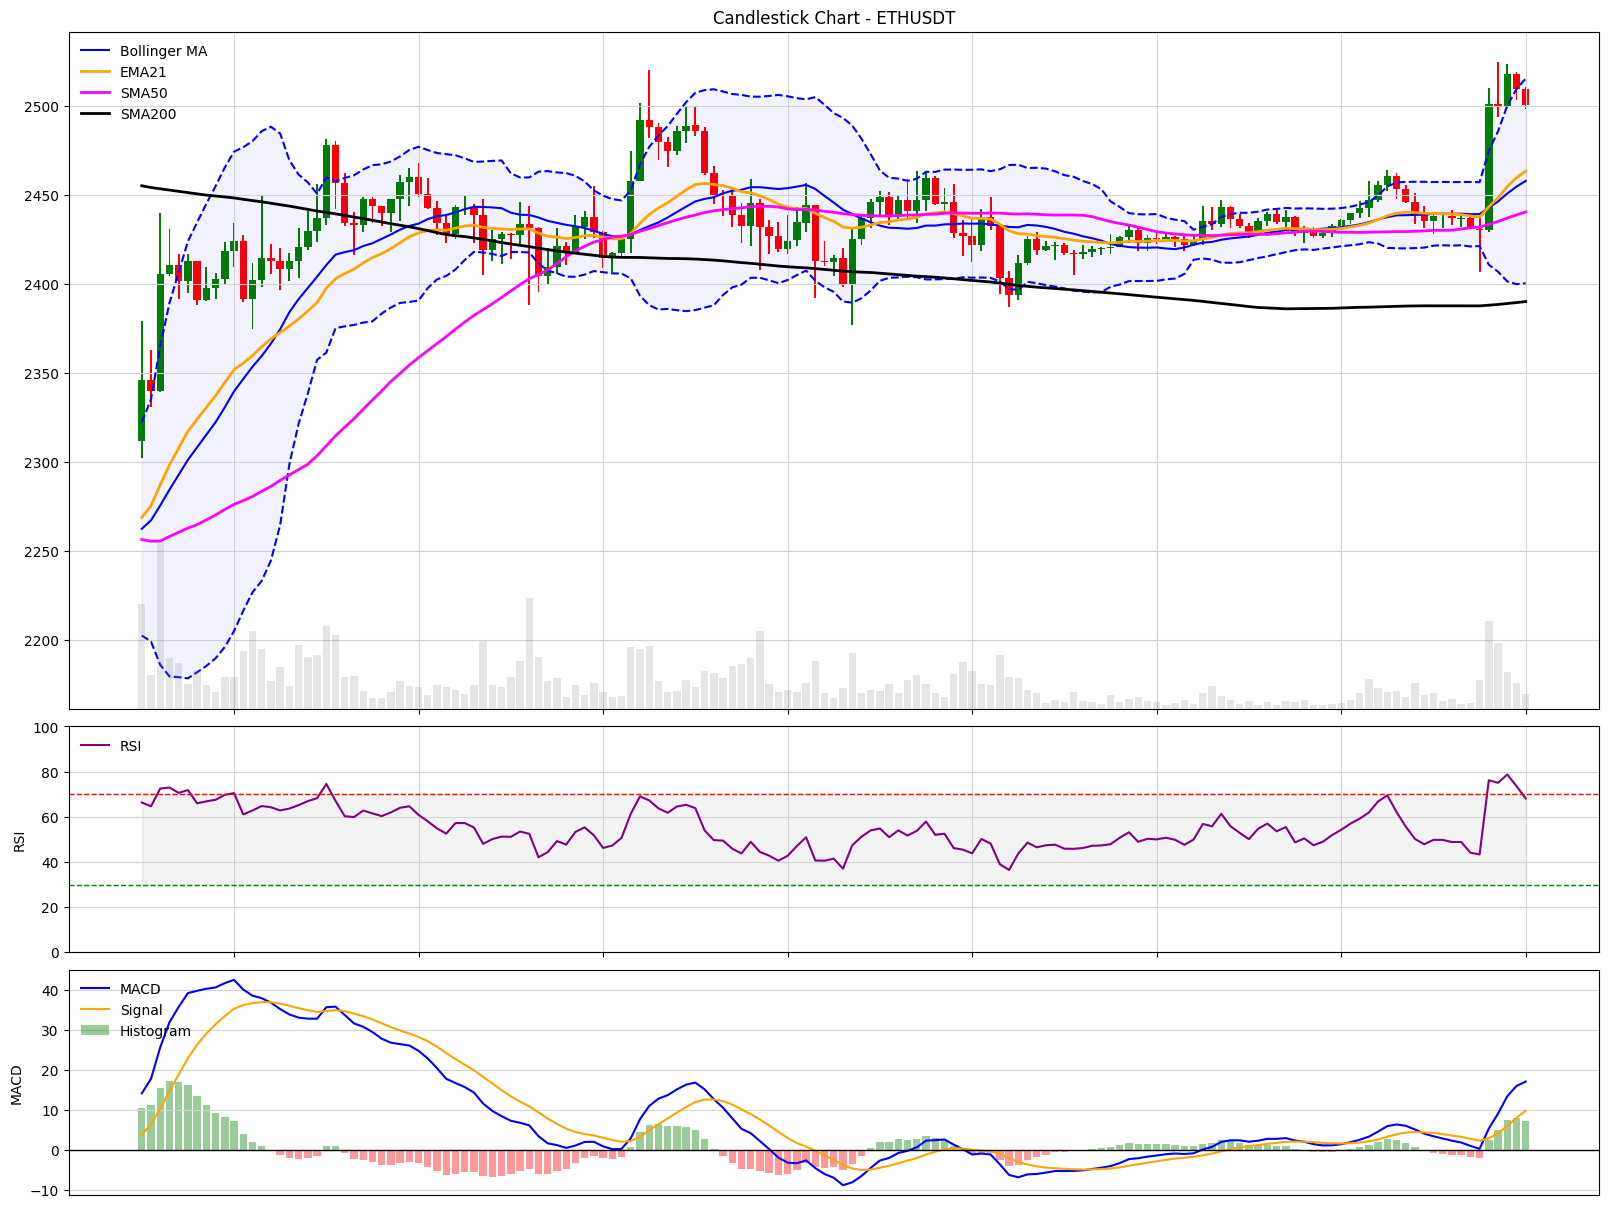 Candlestick Chart - ETHUSDT
Bollinger MA
EMA21
SMA50
SMA200
2500
2450
2400
2350
2300
2250
2200
RSI
100
80
60
40
20
0
RSI
MACD
Signal
Histogram
40
30
20
10
0
−10
MACD